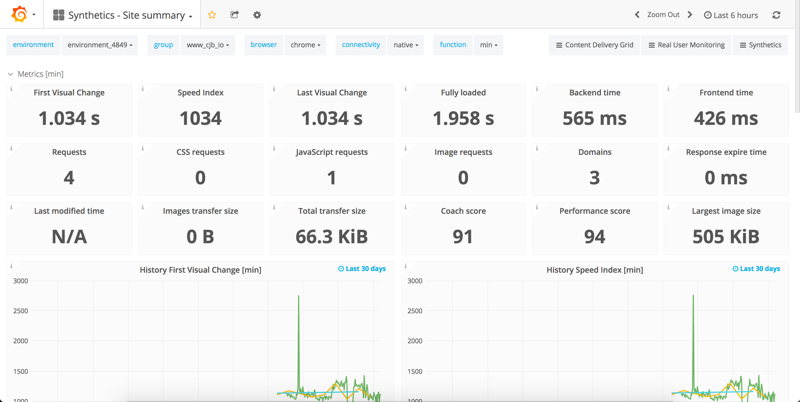 Synthetics - Site summary
Zoom Out
Last 6 hours
environment environment_4849 group www_cjb_io browser chrome connectivity native function min
Content Delivery Grid Real User Monitoring Synthetics
Metrics [min]
First Visual Change Speed Index Last Visual Change Fully loaded Backend time Frontend time
1.034 s 1034 1.034 s 1.958 s 565 ms 426 ms
Requests CSS requests JavaScript requests Image requests Domains Response expire time
4 0 1 0 3 0 ms
Last modified time Images transfer size Total transfer size Coach score Performance score Largest image size
N/A 0 B 66.3 KiB 91 94 505 KiB
History First Visual Change [min] Last 30 days
History Speed Index [min] Last 30 days
3000 3000
2500 2500
2000 2000
1500 1500
1000 1000